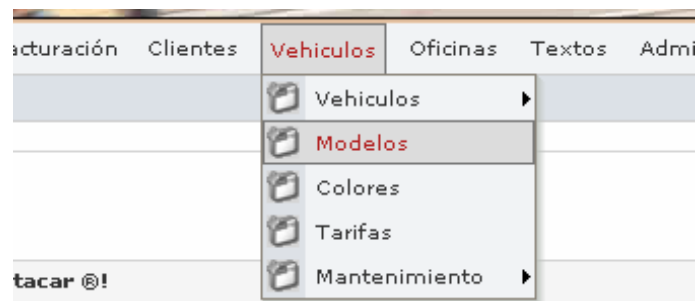 acturación Clientes Vehiculos Oficinas Textos Admi
Vehiculos
Modelos
Colores
Tarifas
Mantenimiento
tacar ®!